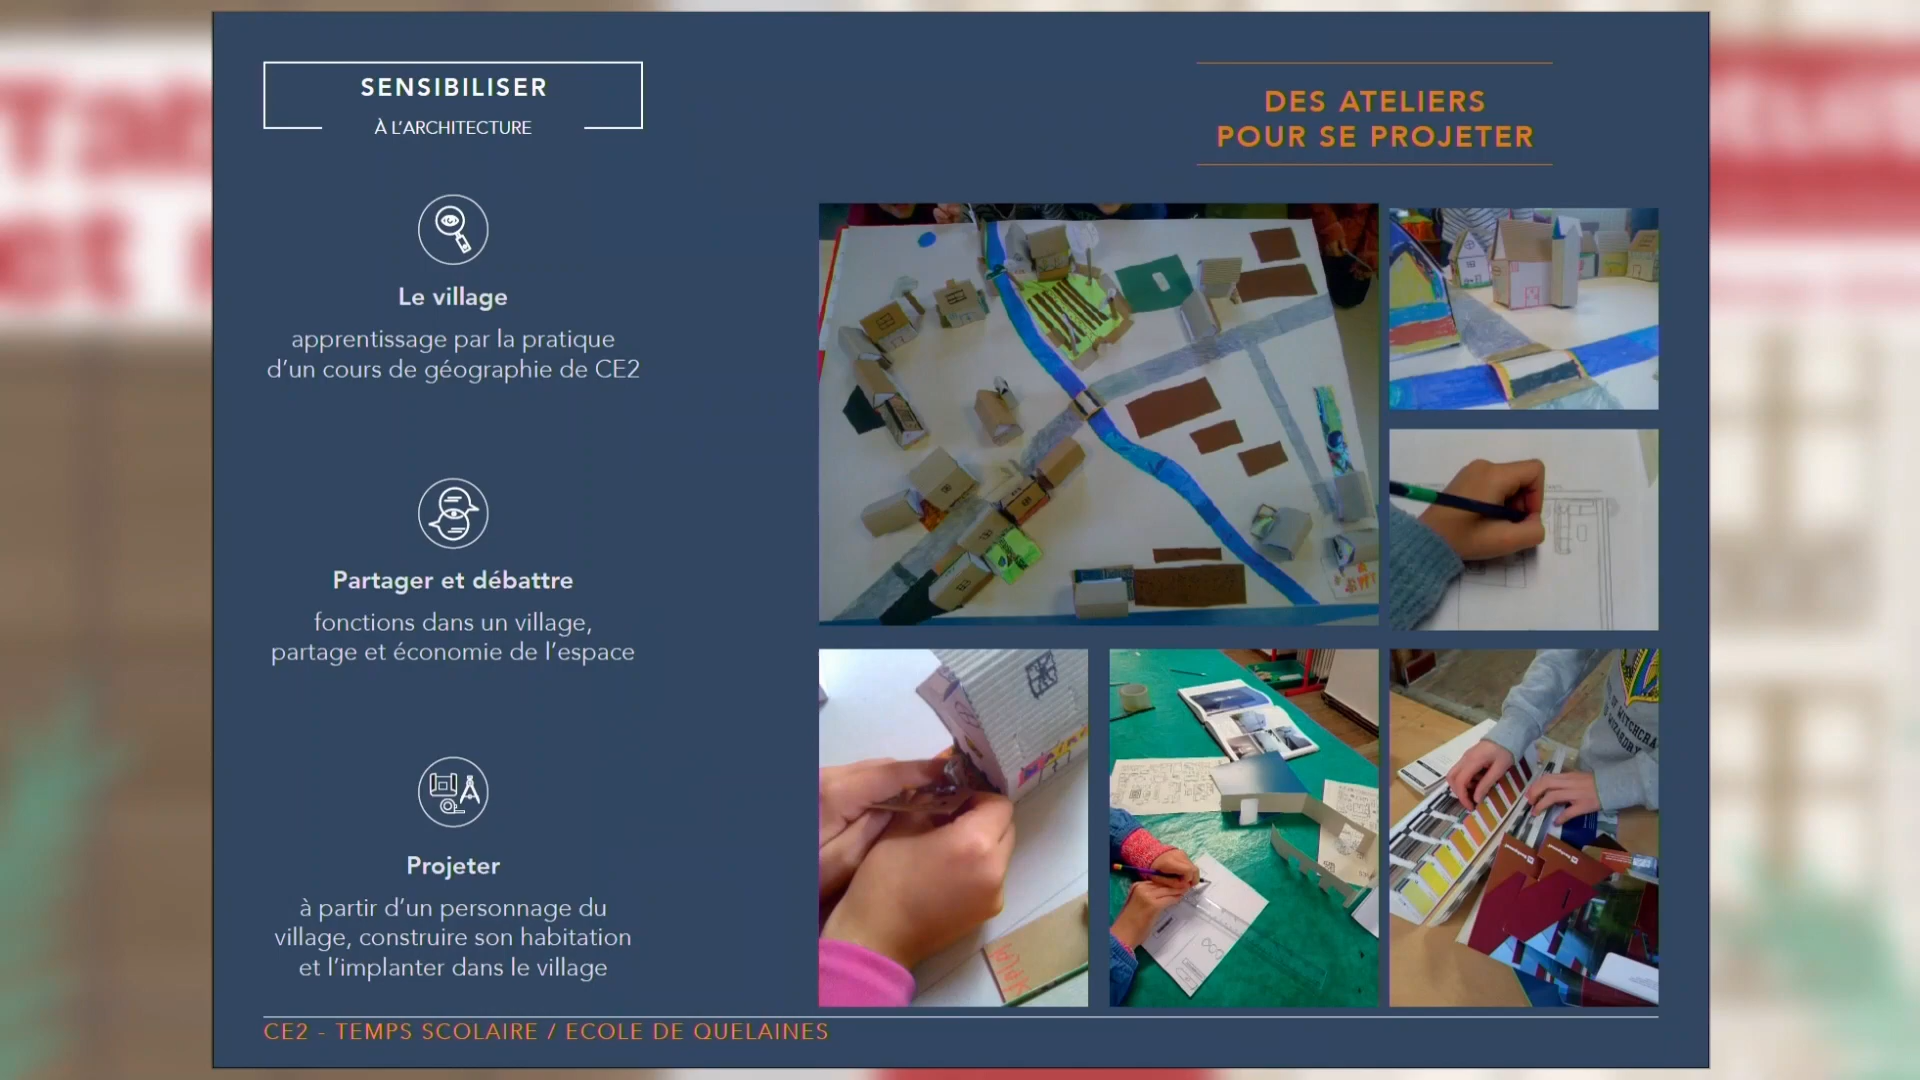 SENSIBILISER
À L'ARCHITECTURE
DES ATELIERS
POUR SE PROJETER
Le village
apprentissage par la pratique
d'un cours de géographie de CE2
Partager et débattre
fonctions dans un village,
partage et économie de l'espace
Projeter
à partir d'un personnage du
village, construire son habitation
et l'implanter dans le village
CE2 - TEMPS SCOLAIRE / ECOLE DE QUELAINES